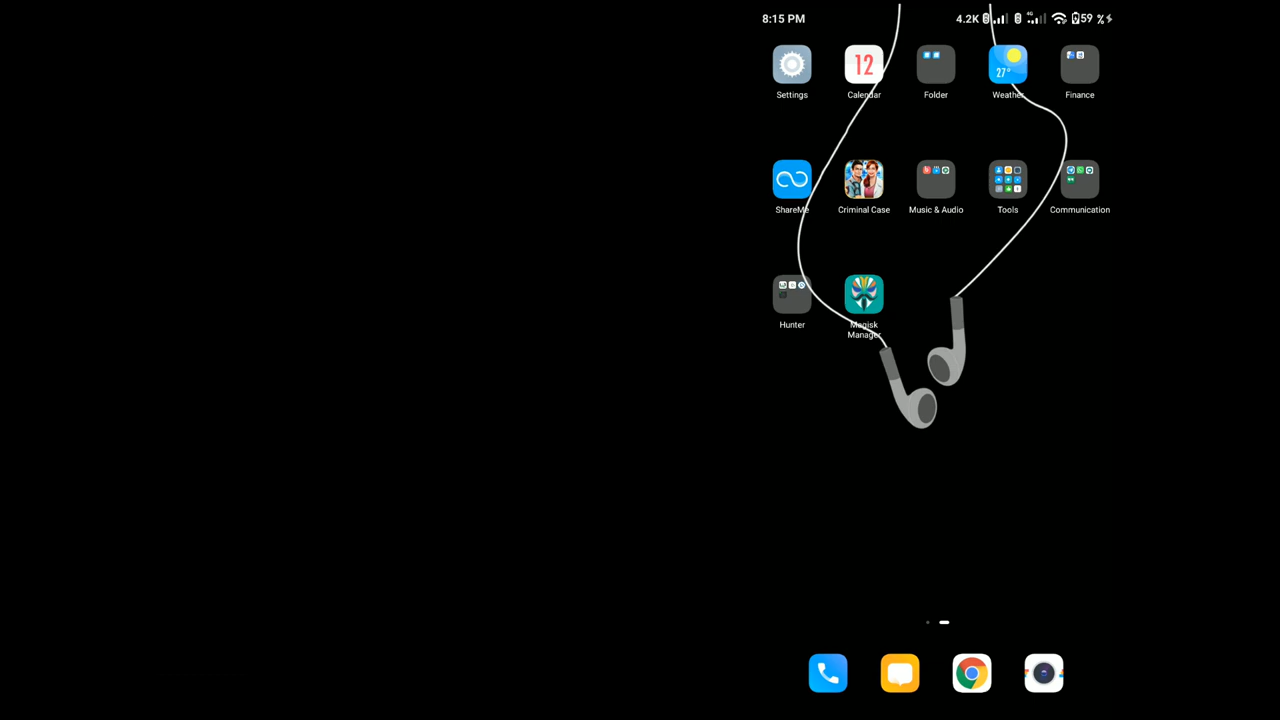 8:15 PM
4.2K
4G
59 %
12
27°
Settings
Calendar
Folder
Weather
Finance
ShareMe
Criminal Case
Music & Audio
Tools
Communication
Hunter
Magisk
Manager